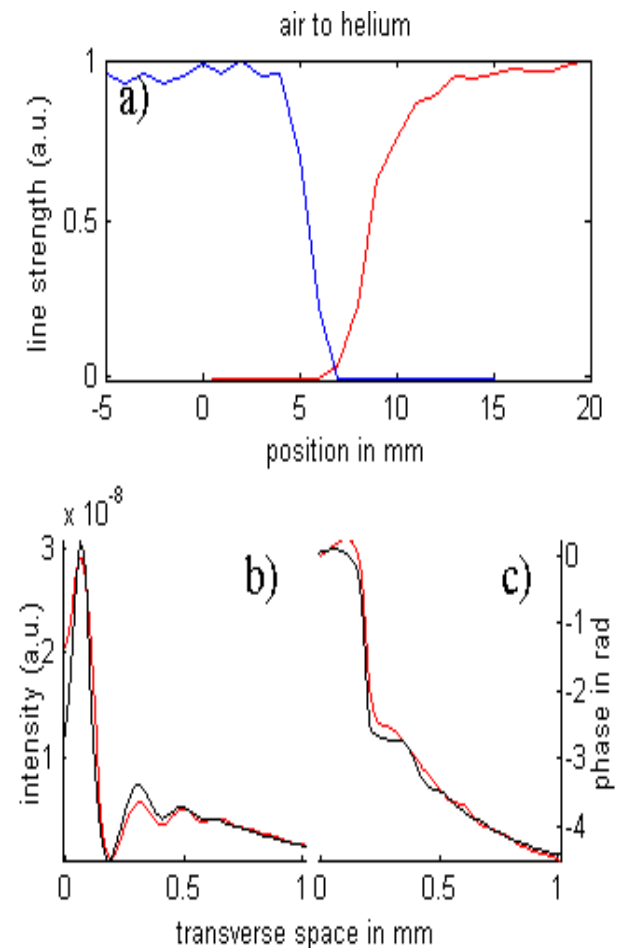 air to helium
a)
line strength (a.u.)
1
0.5
0
-5 0 5 10 15 20
position in mm
x 10^-8
b)
c)
intensity (a.u.)
3
2
1
0 0.5 1
0 0.5 1
0
-1
-2
-3
-4
phase in rad
transverse space in mm